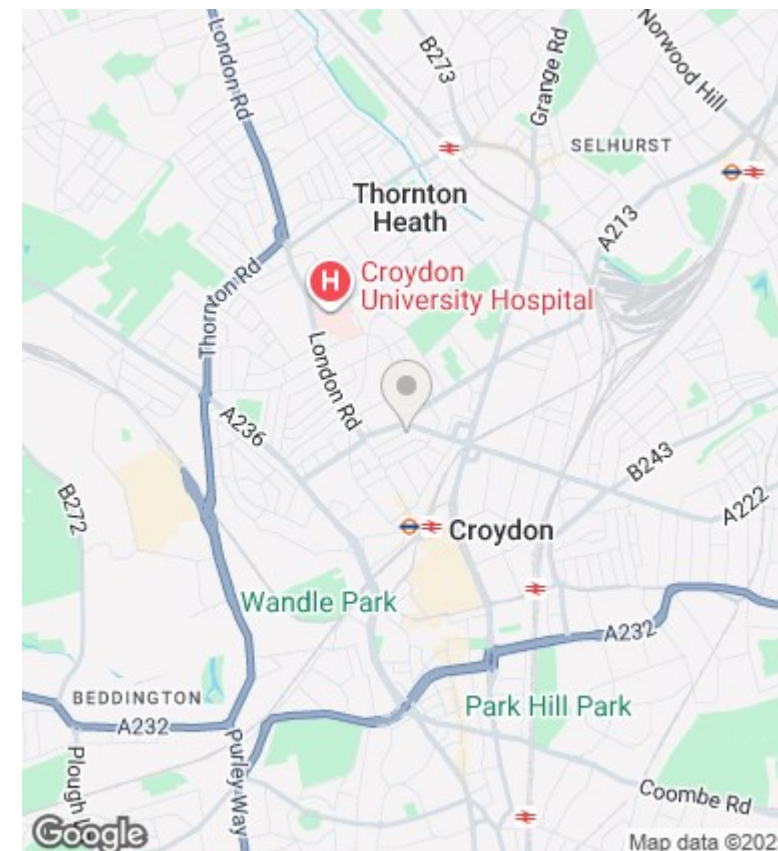 London Rd
B273
Grange Rd
Norwood Hill
SELHURST
Thornton
Heath
A213
H
Croydon
University Hospital
Thornton Rd
London Rd
A236
B243
B272
A222
Croydon
Wandle Park
A232
BEDDINGTON
A232
Park Hill Park
Purley Way
Plough
Coombe Rd
Google
Map data ©202